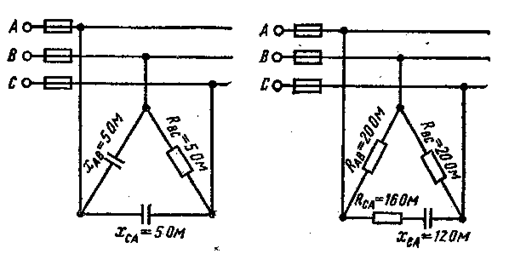 A
B
C
x_AB=5 Ом
R_BC=5 Ом
x_CA=5 Ом
A
B
C
R_AB=20 Ом
R_BC=20 Ом
R_CA=16 Ом
x_CA=12 Ом